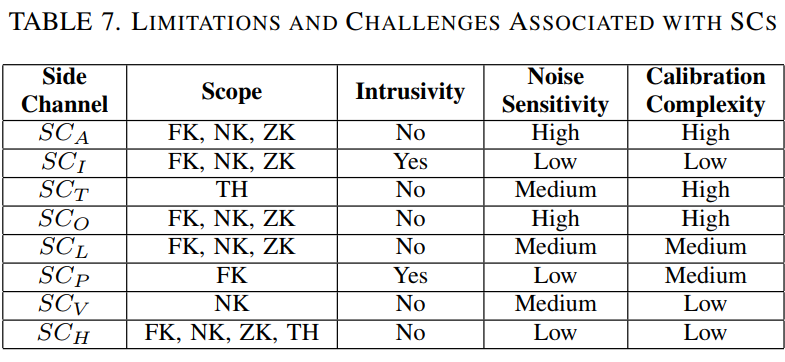 TABLE 7. LIMITATIONS AND CHALLENGES ASSOCIATED WITH SCS
Side Channel Scope Intrusivity Noise Sensitivity Calibration Complexity
SC_A FK, NK, ZK No High High
SC_I FK, NK, ZK Yes Low Low
SC_T TH No Medium High
SC_O FK, NK, ZK No High High
SC_L FK, NK, ZK No Medium Medium
SC_P FK Yes Low Medium
SC_V NK No Medium Low
SC_H FK, NK, ZK, TH No Low Low